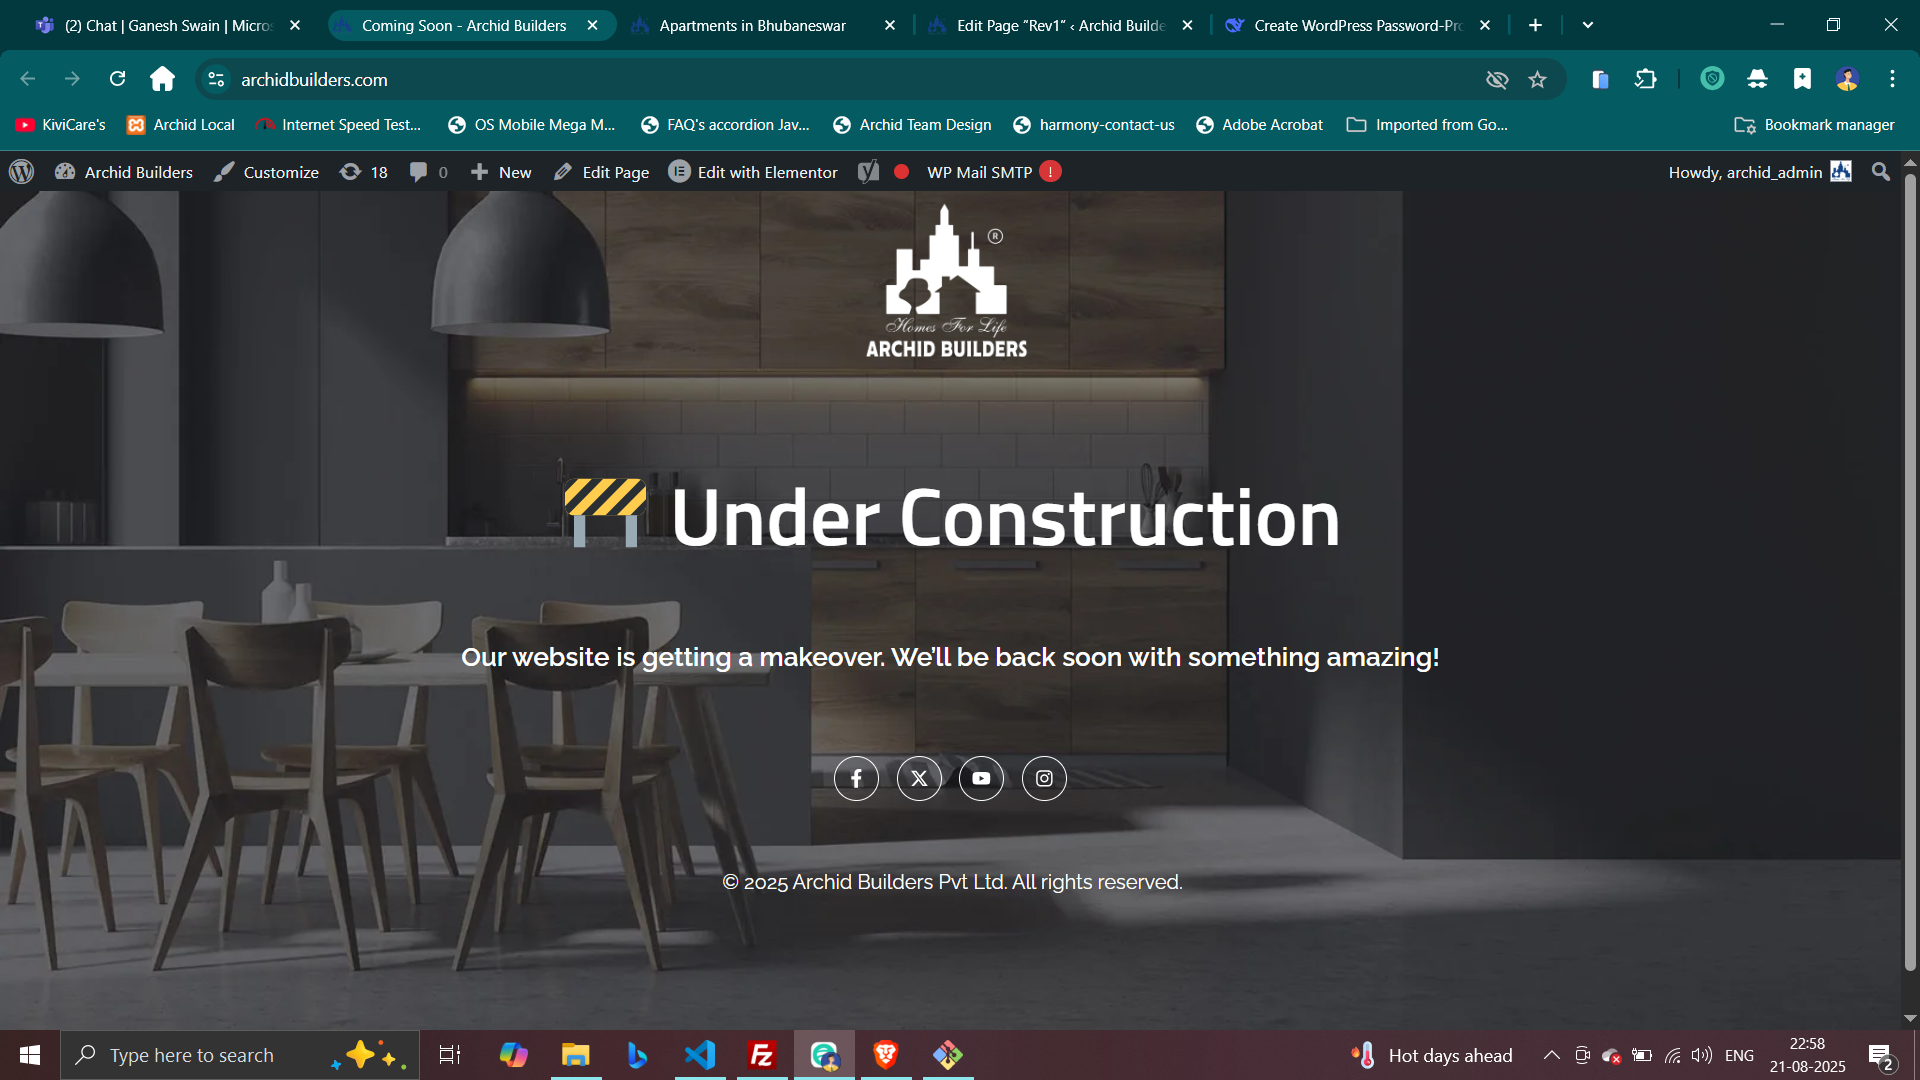 (2) Chat | Ganesh Swain | Micros
Coming Soon - Archid Builders
Apartments in Bhubaneswar
Edit Page "Rev1" ‹ Archid Builde
Create WordPress Password-Pro
archidbuilders.com
KiviCare's
Archid Local
Internet Speed Test...
OS Mobile Mega M...
FAQ's accordion Jav...
Archid Team Design
harmony-contact-us
Adobe Acrobat
Imported from Go...
Bookmark manager
Archid Builders
Customize
18
0
New
Edit Page
Edit with Elementor
WP Mail SMTP !
Howdy, archid_admin
®
Homes For Life
ARCHID BUILDERS
🚧 Under Construction
Our website is getting a makeover. We'll be back soon with something amazing!
© 2025 Archid Builders Pvt Ltd. All rights reserved.
Type here to search
Hot days ahead
ENG
22:58
21-08-2025
2